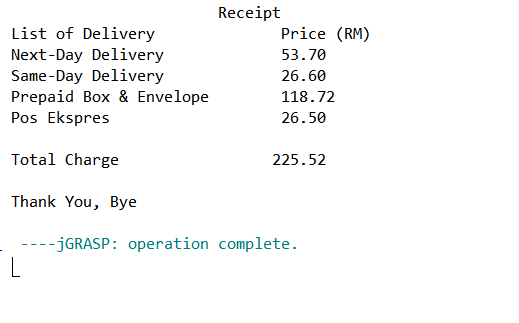 Receipt
List of Delivery Price (RM)
Next-Day Delivery 53.70
Same-Day Delivery 26.60
Prepaid Box & Envelope 118.72
Pos Ekspres 26.50
Total Charge 225.52
Thank You, Bye
----jGRASP: operation complete.